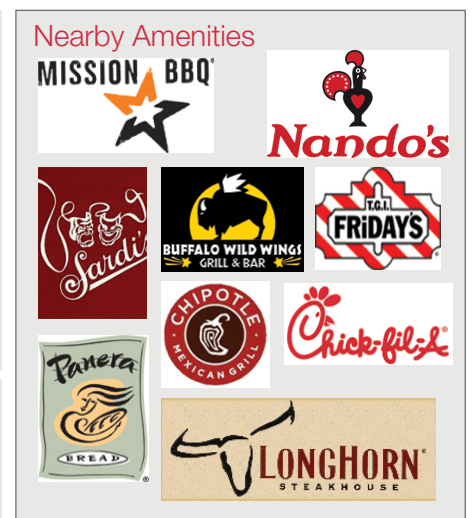 Nearby Amenities
MISSION BBQ®
Nando's
Sardi's
BUFFALO WILD WINGS
GRILL & BAR
T.G.I.
FRiDAY'S
CHIPOTLE
MEXICAN GRILL
Chick-fil-A®
Panera
BREAD ®
LONGHORN®
STEAKHOUSE